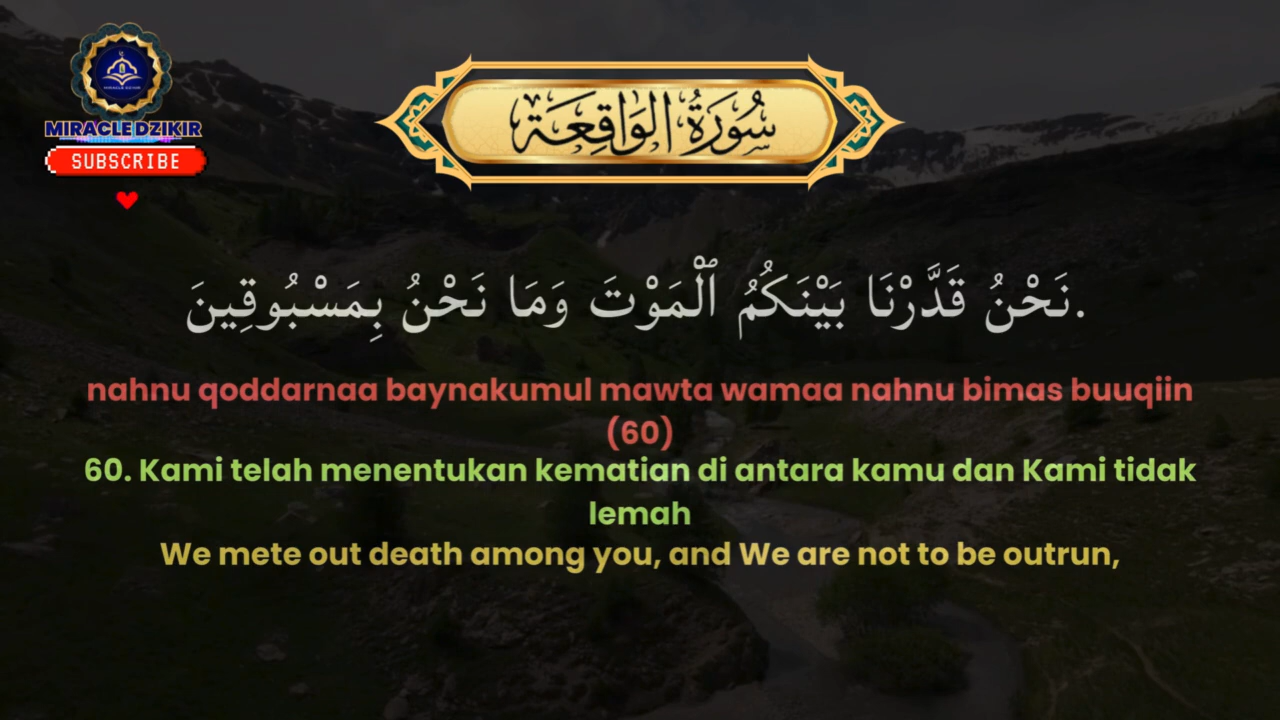 MIRACLE DZIKIR
SUBSCRIBE
سُورَةُ الوَاقِعَة
.نَحْنُ قَدَّرْنَا بَيْنَكُمُ ٱلْمَوْتَ وَمَا نَحْنُ بِمَسْبُوقِينَ
nahnu qoddarnaa baynakumul mawta wamaa nahnu bimas buuqiin
(60)
60. Kami telah menentukan kematian di antara kamu dan Kami tidak
lemah
We mete out death among you, and We are not to be outrun,